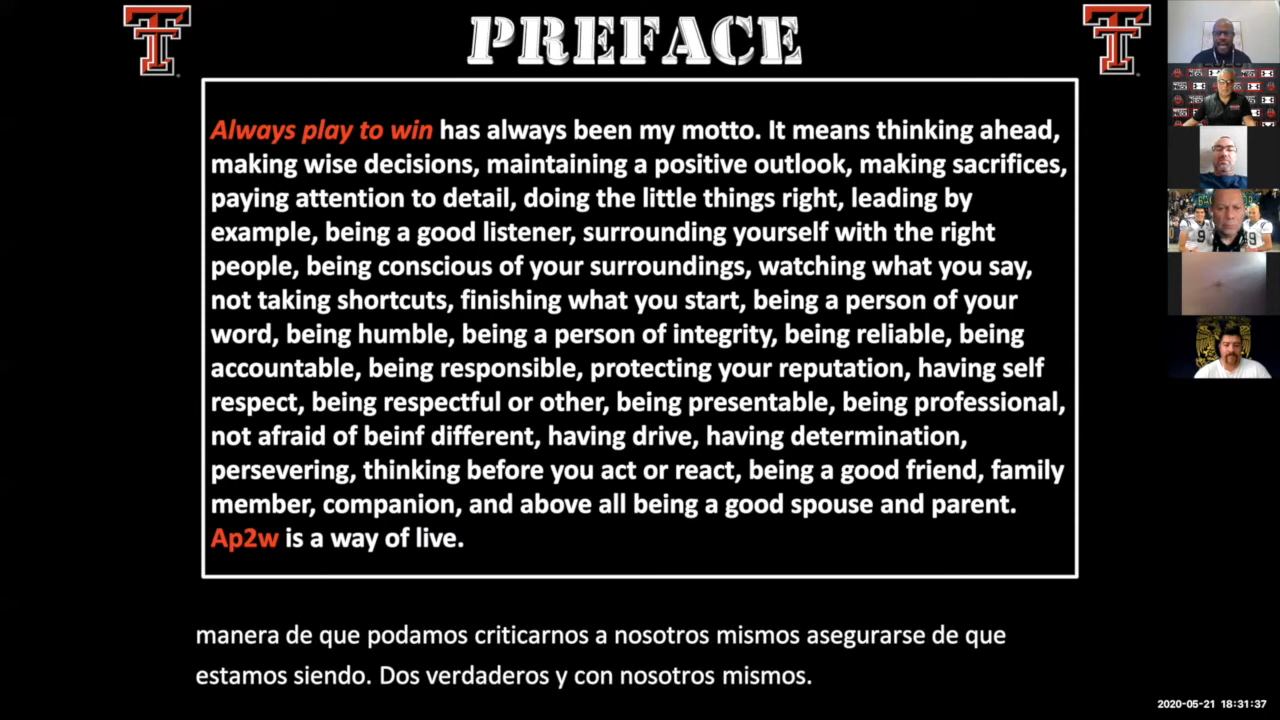 PREFACE
Always play to win has always been my motto. It means thinking ahead,
making wise decisions, maintaining a positive outlook, making sacrifices,
paying attention to detail, doing the little things right, leading by
example, being a good listener, surrounding yourself with the right
people, being conscious of your surroundings, watching what you say,
not taking shortcuts, finishing what you start, being a person of your
word, being humble, being a person of integrity, being reliable, being
accountable, being responsible, protecting your reputation, having self
respect, being respectful or other, being presentable, being professional,
not afraid of beinf different, having drive, having determination,
persevering, thinking before you act or react, being a good friend, family
member, companion, and above all being a good spouse and parent.
Ap2w is a way of live.
manera de que podamos criticarnos a nosotros mismos asegurarse de que
estamos siendo. Dos verdaderos y con nosotros mismos.
2020-05-21 18:31:37